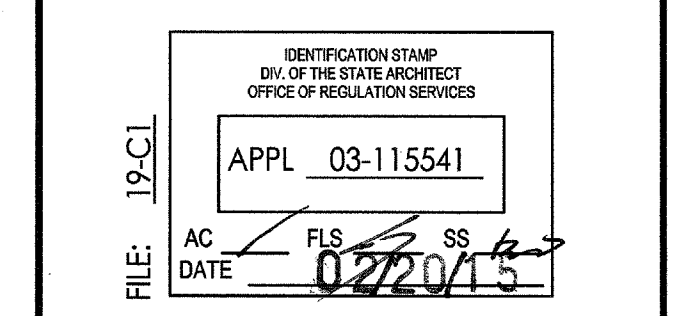 IDENTIFICATION STAMP
DIV. OF THE STATE ARCHITECT
OFFICE OF REGULATION SERVICES
APPL 03-115541
AC FLS SS
DATE 02/20/15
FILE: 19-C1